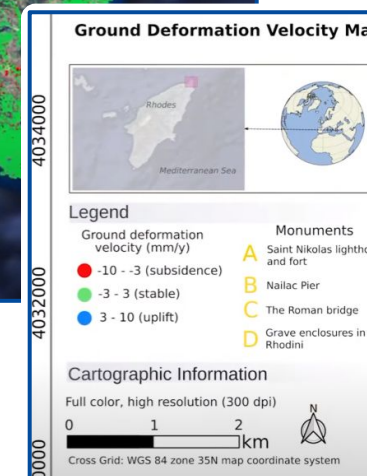 Ground Deformation Velocity Ma
4034000
Rhodes
Mediterranean Sea
Legend
Ground deformation
velocity (mm/y)
-10 - -3 (subsidence)
-3 - 3 (stable)
3 - 10 (uplift)
Monuments
A Saint Nikolas lightho
and fort
B Nailac Pier
C The Roman bridge
D Grave enclosures in
Rhodini
4032000
Cartographic Information
Full color, high resolution (300 dpi)
0 1 2
km
N
Cross Grid: WGS 84 zone 35N map coordinate system
0000